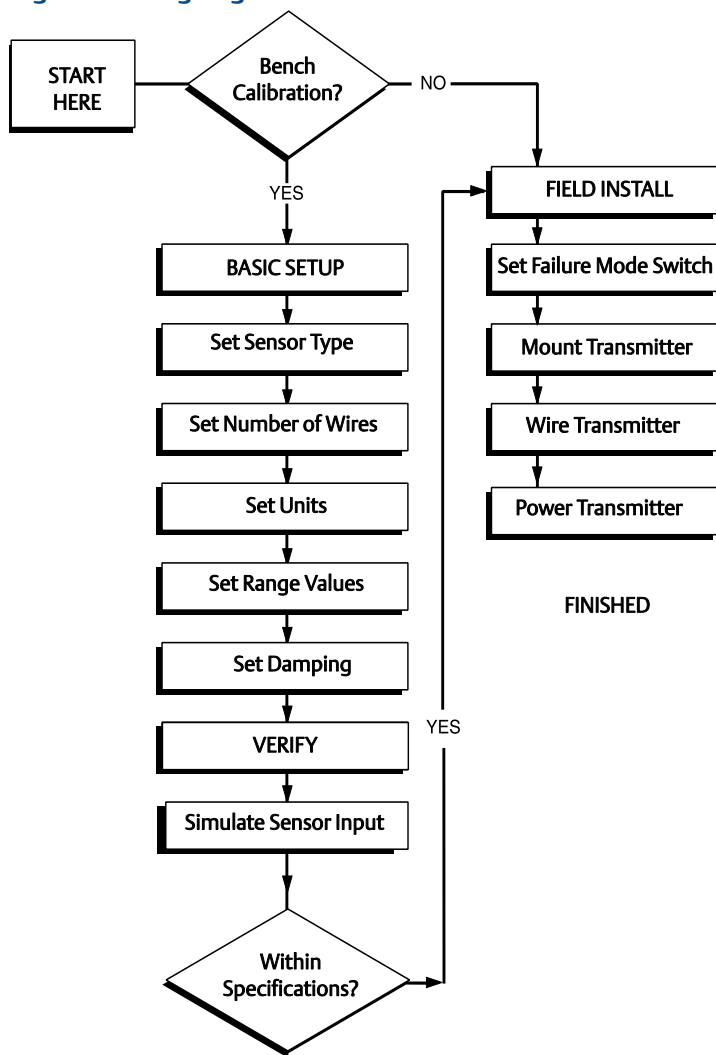 START
HERE
Bench
Calibration?
NO
YES
BASIC SETUP
Set Sensor Type
Set Number of Wires
Set Units
Set Range Values
Set Damping
VERIFY
Simulate Sensor Input
Within
Specifications?
YES
FIELD INSTALL
Set Failure Mode Switch
Mount Transmitter
Wire Transmitter
Power Transmitter
FINISHED